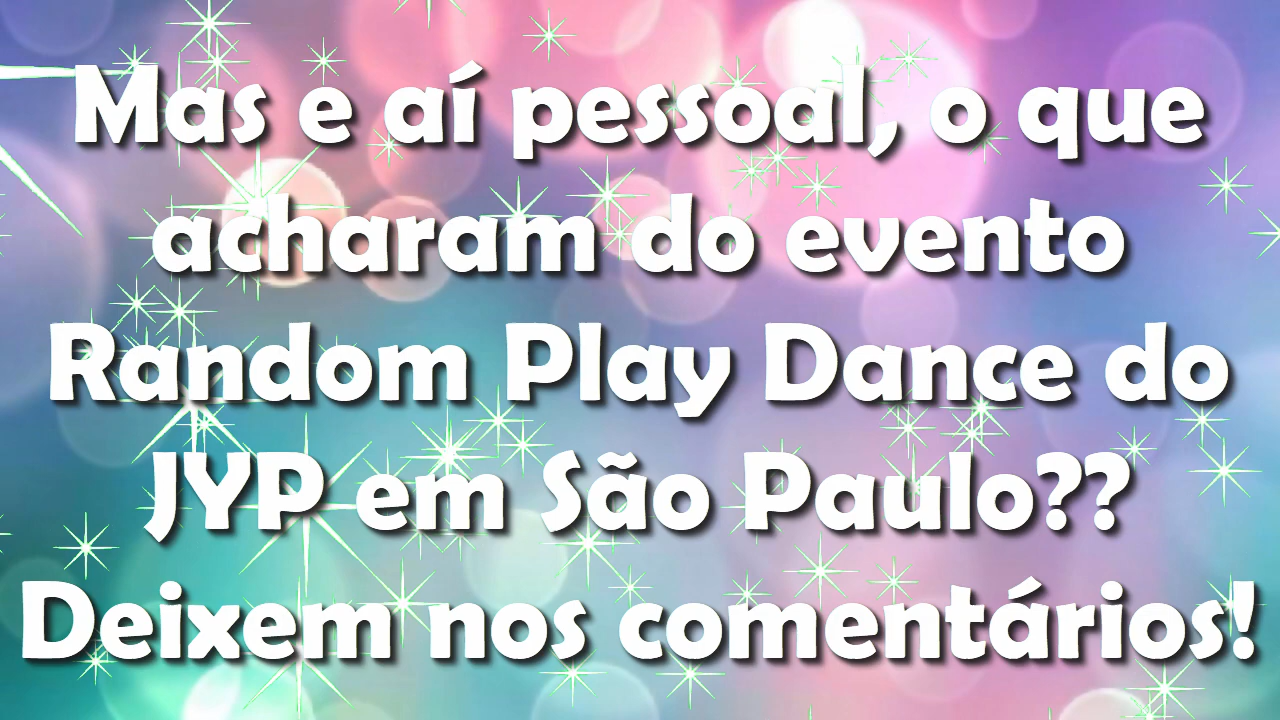 Mas e aí pessoal, o que
acharam do evento
Random Play Dance do
JYP em São Paulo??
Deixem nos comentários!